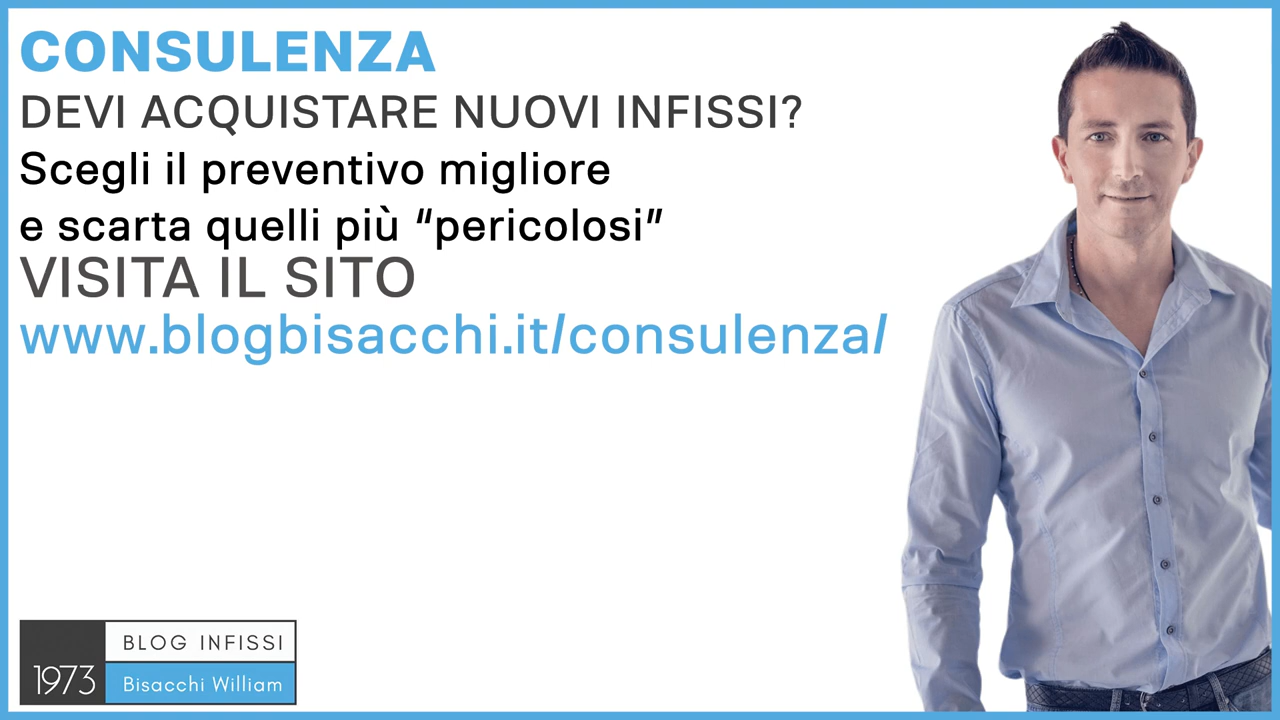 CONSULENZA
DEVI ACQUISTARE NUOVI INFISSI?
Scegli il preventivo migliore
e scarta quelli più “pericolosi”
VISITA IL SITO
www.blogbisacchi.it/consulenza/
1973
BLOG INFISSI
Bisacchi William